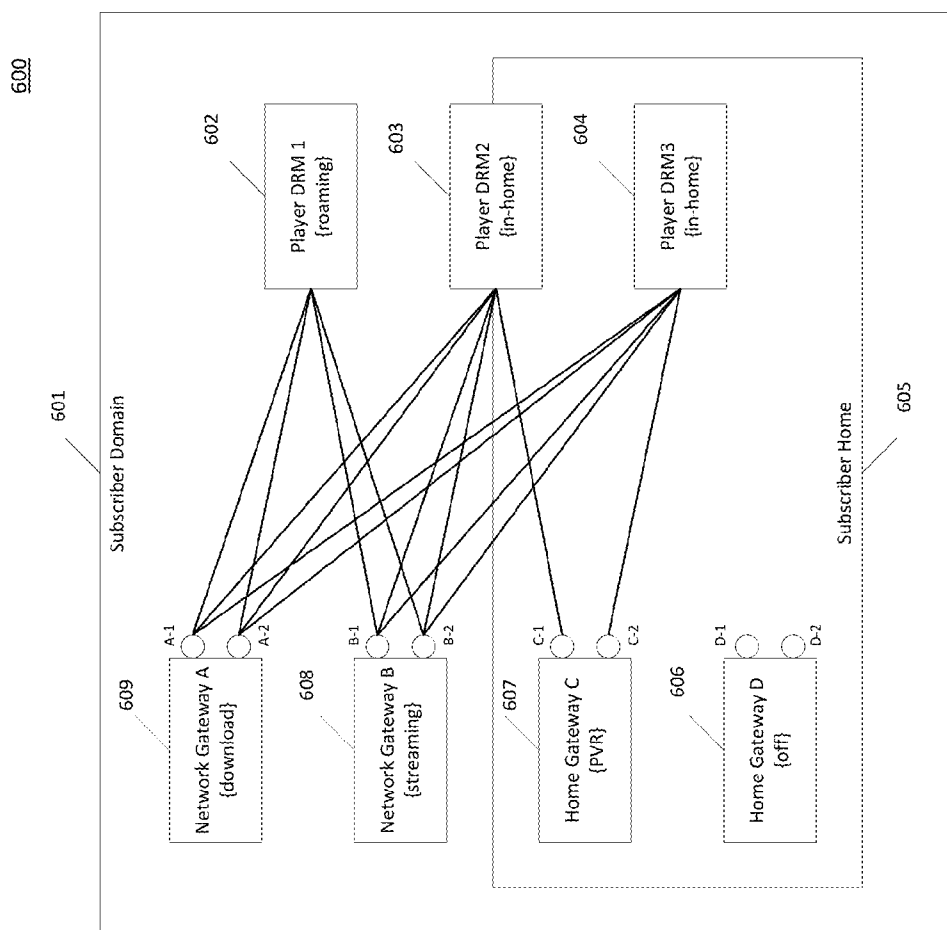 600
601
Subscriber Domain
602
Player DRM 1
{roaming}
603
Player DRM2
{in-home}
604
Player DRM3
{in-home}
609
Network Gateway A
{download}
A-1
A-2
608
Network Gateway B
{streaming}
B-1
B-2
607
Home Gateway C
{PVR}
C-1
C-2
606
Home Gateway D
{off}
D-1
D-2
Subscriber Home
605